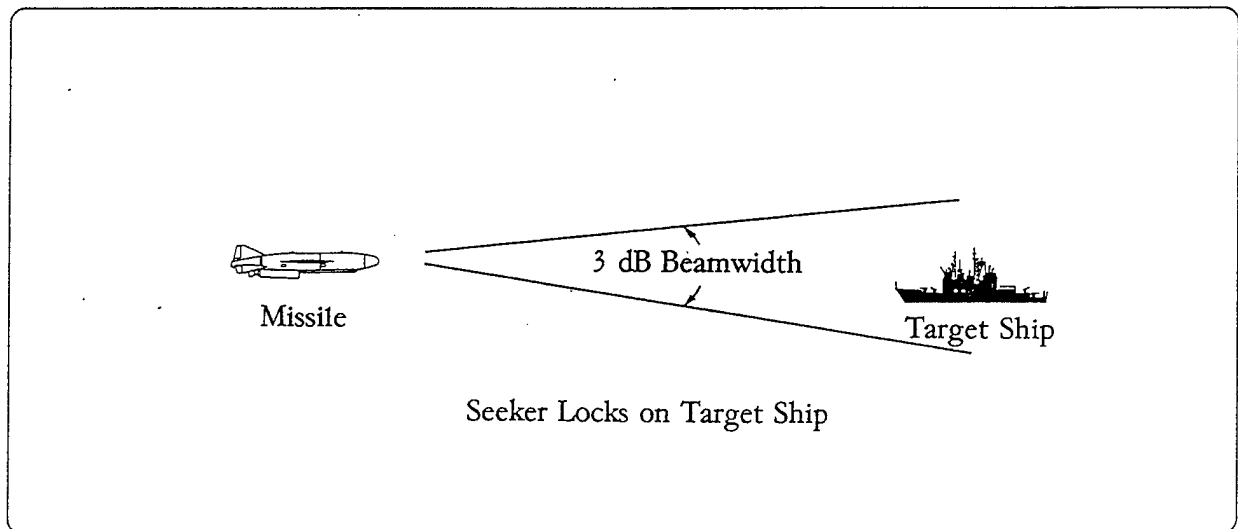 3 dB Beamwidth
Missile
Target Ship
Seeker Locks on Target Ship